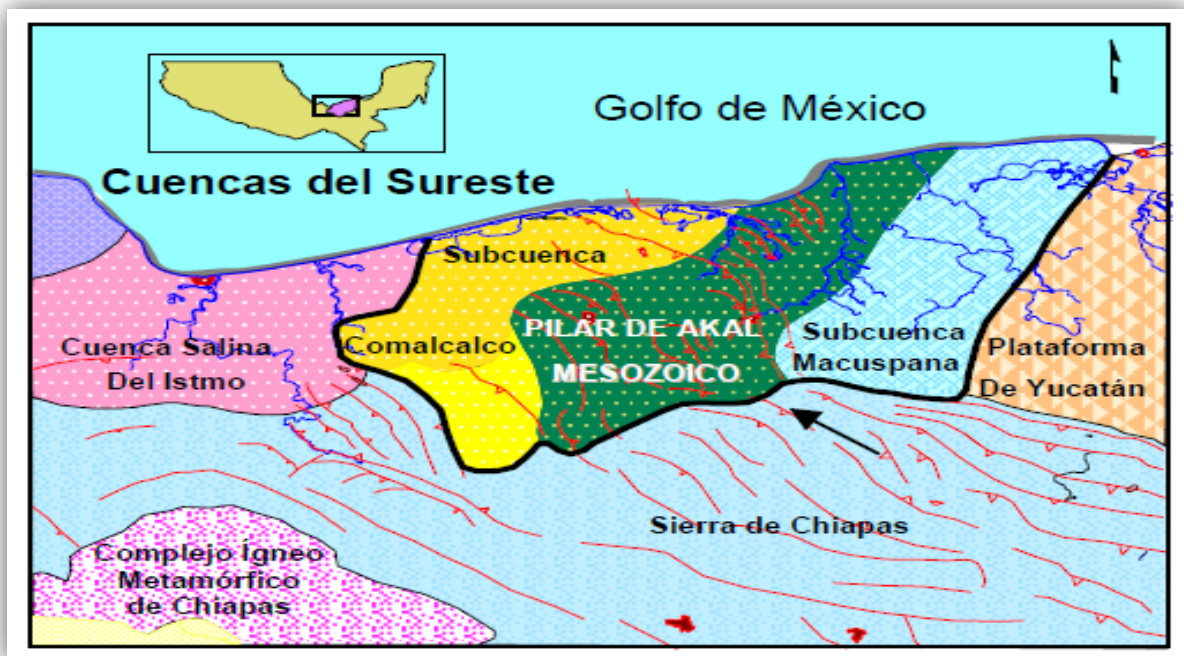 Golfo de México
Cuencas del Sureste
Subcuenca
Comalcalco
PILAR DE AKAL
MESOZOICO
Subcuenca
Macuspana
Plataforma
De Yucatán
Cuenca Salina
Del Istmo
Sierra de Chiapas
Complejo Ígneo
Metamórfico
de Chiapas